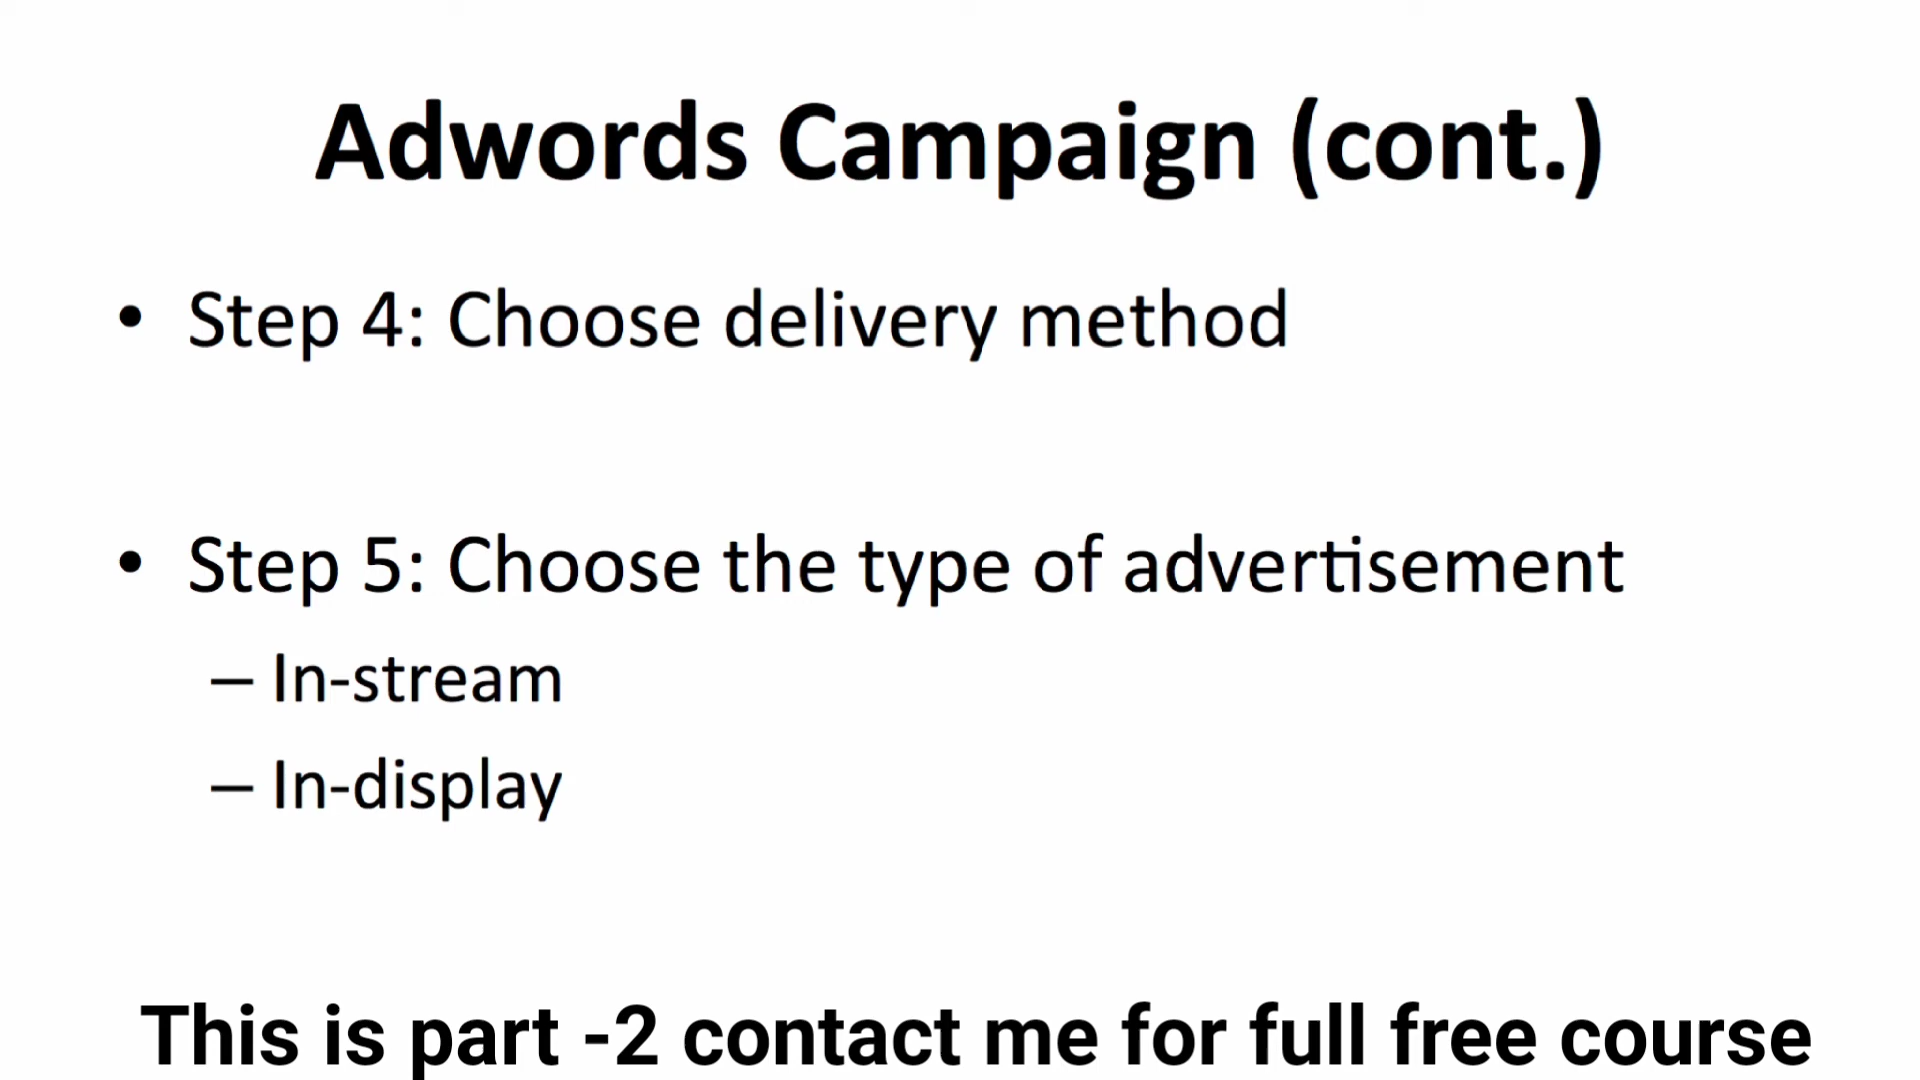 Adwords Campaign (cont.)
• Step 4: Choose delivery method
• Step 5: Choose the type of advertisement
– In-stream
– In-display
This is part -2 contact me for full free course